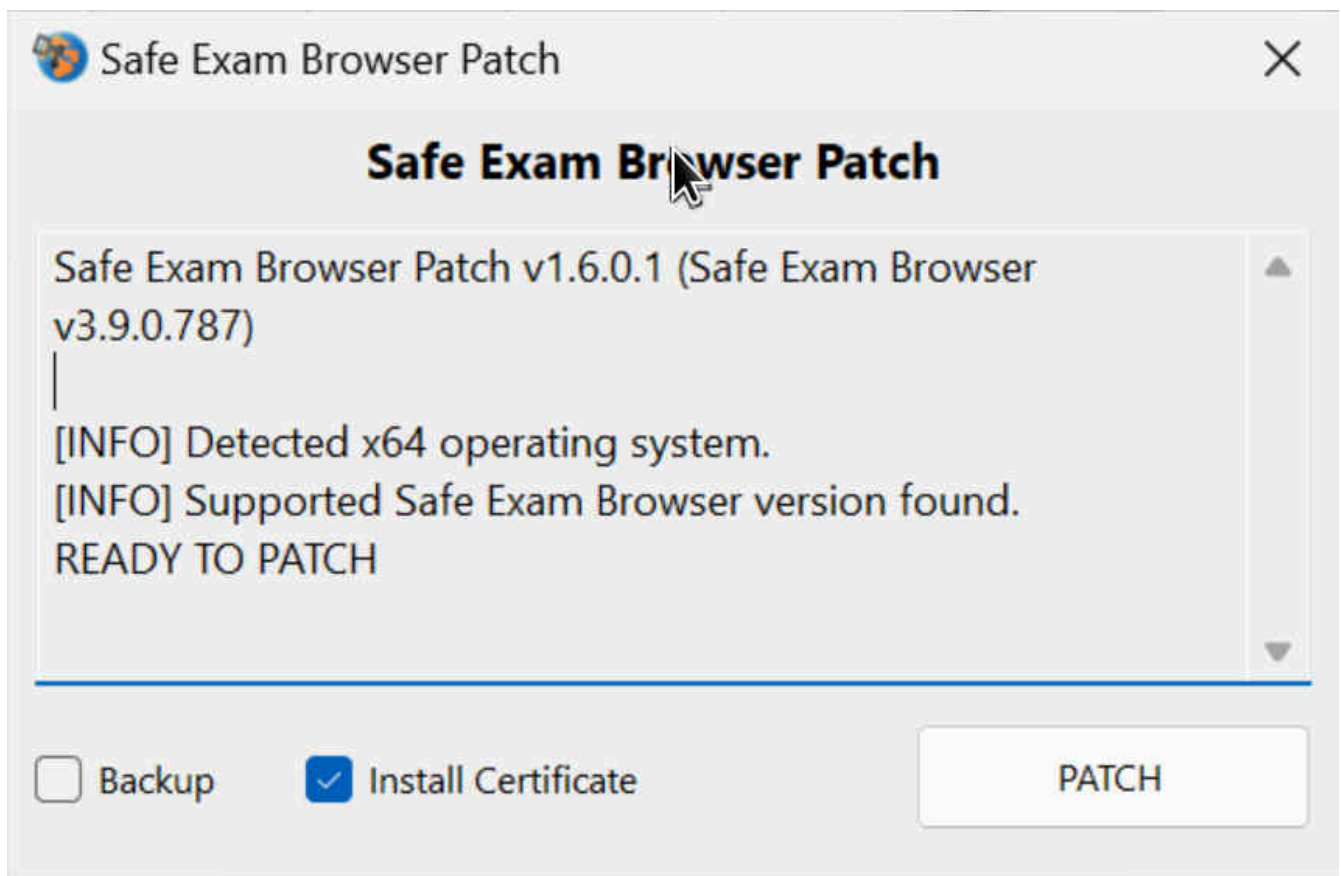 Safe Exam Browser Patch
Safe Exam Browser Patch
Safe Exam Browser Patch v1.6.0.1 (Safe Exam Browser
v3.9.0.787)
[INFO] Detected x64 operating system.
[INFO] Supported Safe Exam Browser version found.
READY TO PATCH
Backup
Install Certificate
PATCH